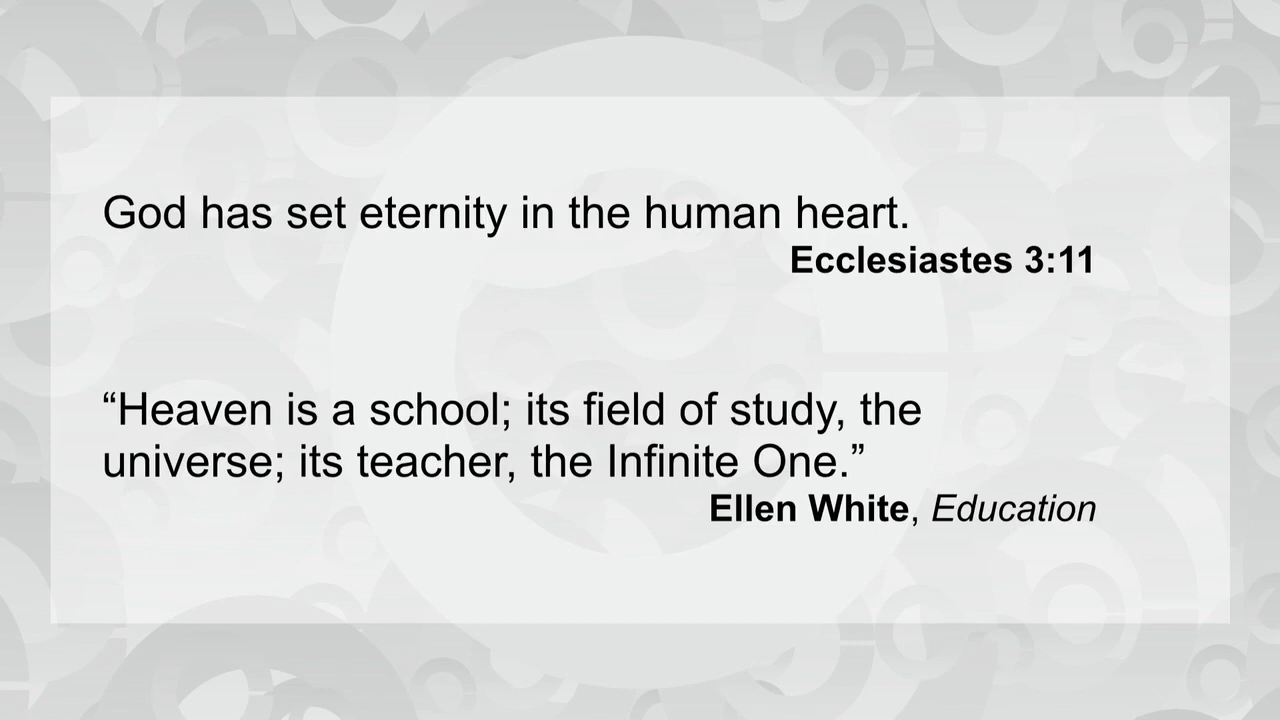 God has set eternity in the human heart.
Ecclesiastes 3:11
“Heaven is a school; its field of study, the
universe; its teacher, the Infinite One.”
Ellen White, Education